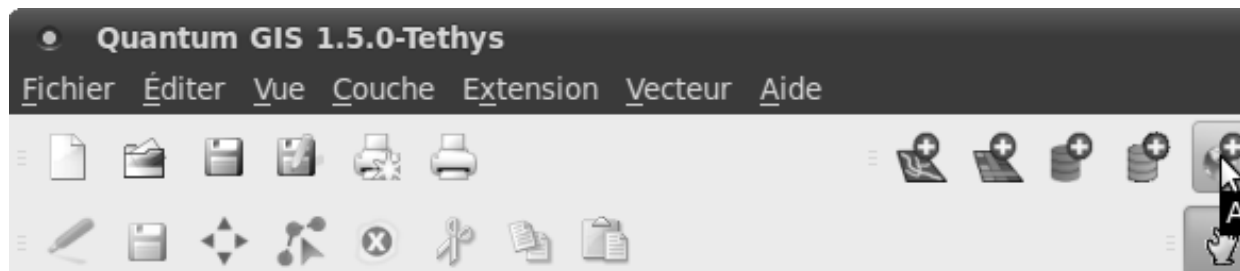 Quantum GIS 1.5.0-Tethys
Fichier Éditer Vue Couche Extension Vecteur Aide
A